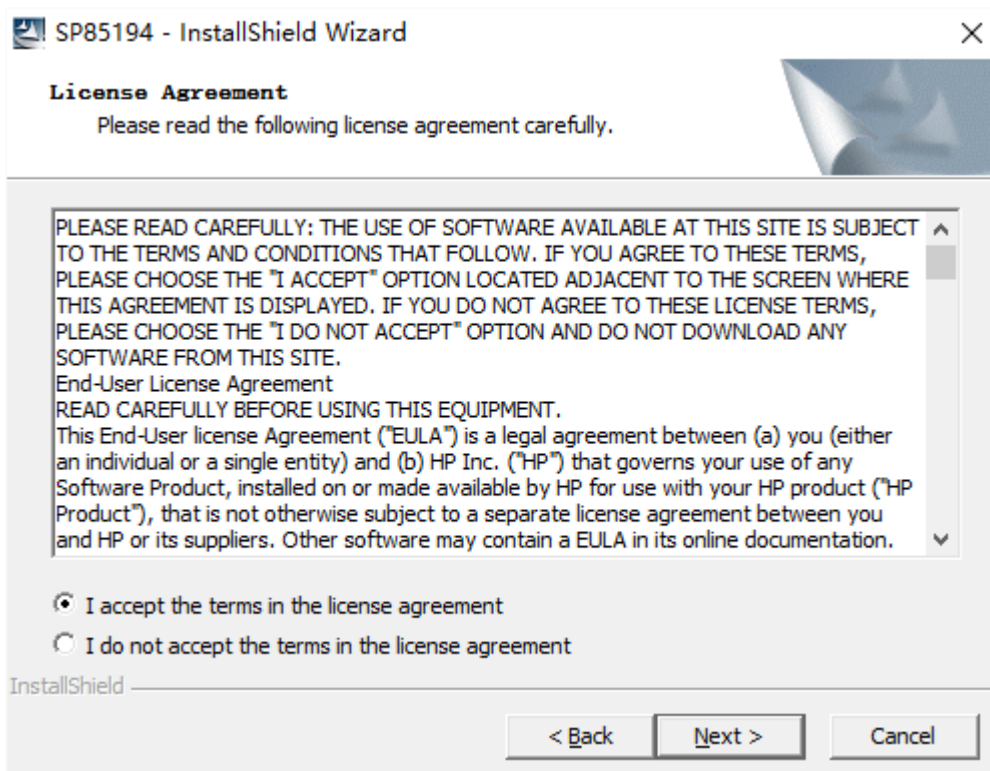 SP85194 - InstallShield Wizard
License Agreement
Please read the following license agreement carefully.
PLEASE READ CAREFULLY: THE USE OF SOFTWARE AVAILABLE AT THIS SITE IS SUBJECT
TO THE TERMS AND CONDITIONS THAT FOLLOW. IF YOU AGREE TO THESE TERMS,
PLEASE CHOOSE THE "I ACCEPT" OPTION LOCATED ADJACENT TO THE SCREEN WHERE
THIS AGREEMENT IS DISPLAYED. IF YOU DO NOT AGREE TO THESE LICENSE TERMS,
PLEASE CHOOSE THE "I DO NOT ACCEPT" OPTION AND DO NOT DOWNLOAD ANY
SOFTWARE FROM THIS SITE.
End-User License Agreement
READ CAREFULLY BEFORE USING THIS EQUIPMENT.
This End-User license Agreement ("EULA") is a legal agreement between (a) you (either
an individual or a single entity) and (b) HP Inc. ("HP") that governs your use of any
Software Product, installed on or made available by HP for use with your HP product ("HP
Product"), that is not otherwise subject to a separate license agreement between you
and HP or its suppliers. Other software may contain a EULA in its online documentation.
I accept the terms in the license agreement
I do not accept the terms in the license agreement
InstallShield
< Back
Next >
Cancel